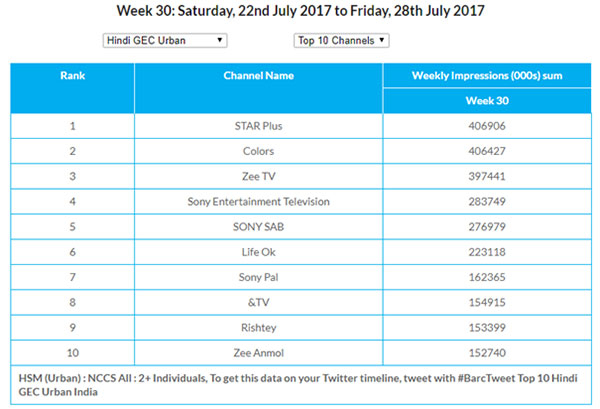 Week 30: Saturday, 22nd July 2017 to Friday, 28th July 2017
Hindi GEC Urban Top 10 Channels
Rank Channel Name Weekly Impressions (000s) sum
Week 30
1 STAR Plus 406906
2 Colors 406427
3 Zee TV 397441
4 Sony Entertainment Television 283749
5 SONY SAB 276979
6 Life Ok 223118
7 Sony Pal 162365
8 &TV 154915
9 Rishtey 153399
10 Zee Anmol 152740
HSM (Urban) : NCCS All : 2+ Individuals, To get this data on your Twitter timeline, tweet with #BarcTweet Top 10 Hindi
GEC Urban India